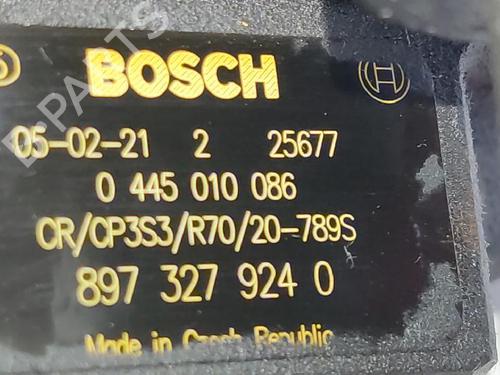 BOSCH
05-02-21 2 25677
0 445 010 086
CR/CP3S3/R70/20-789S
897 327 924 0
Made in Czech Republic